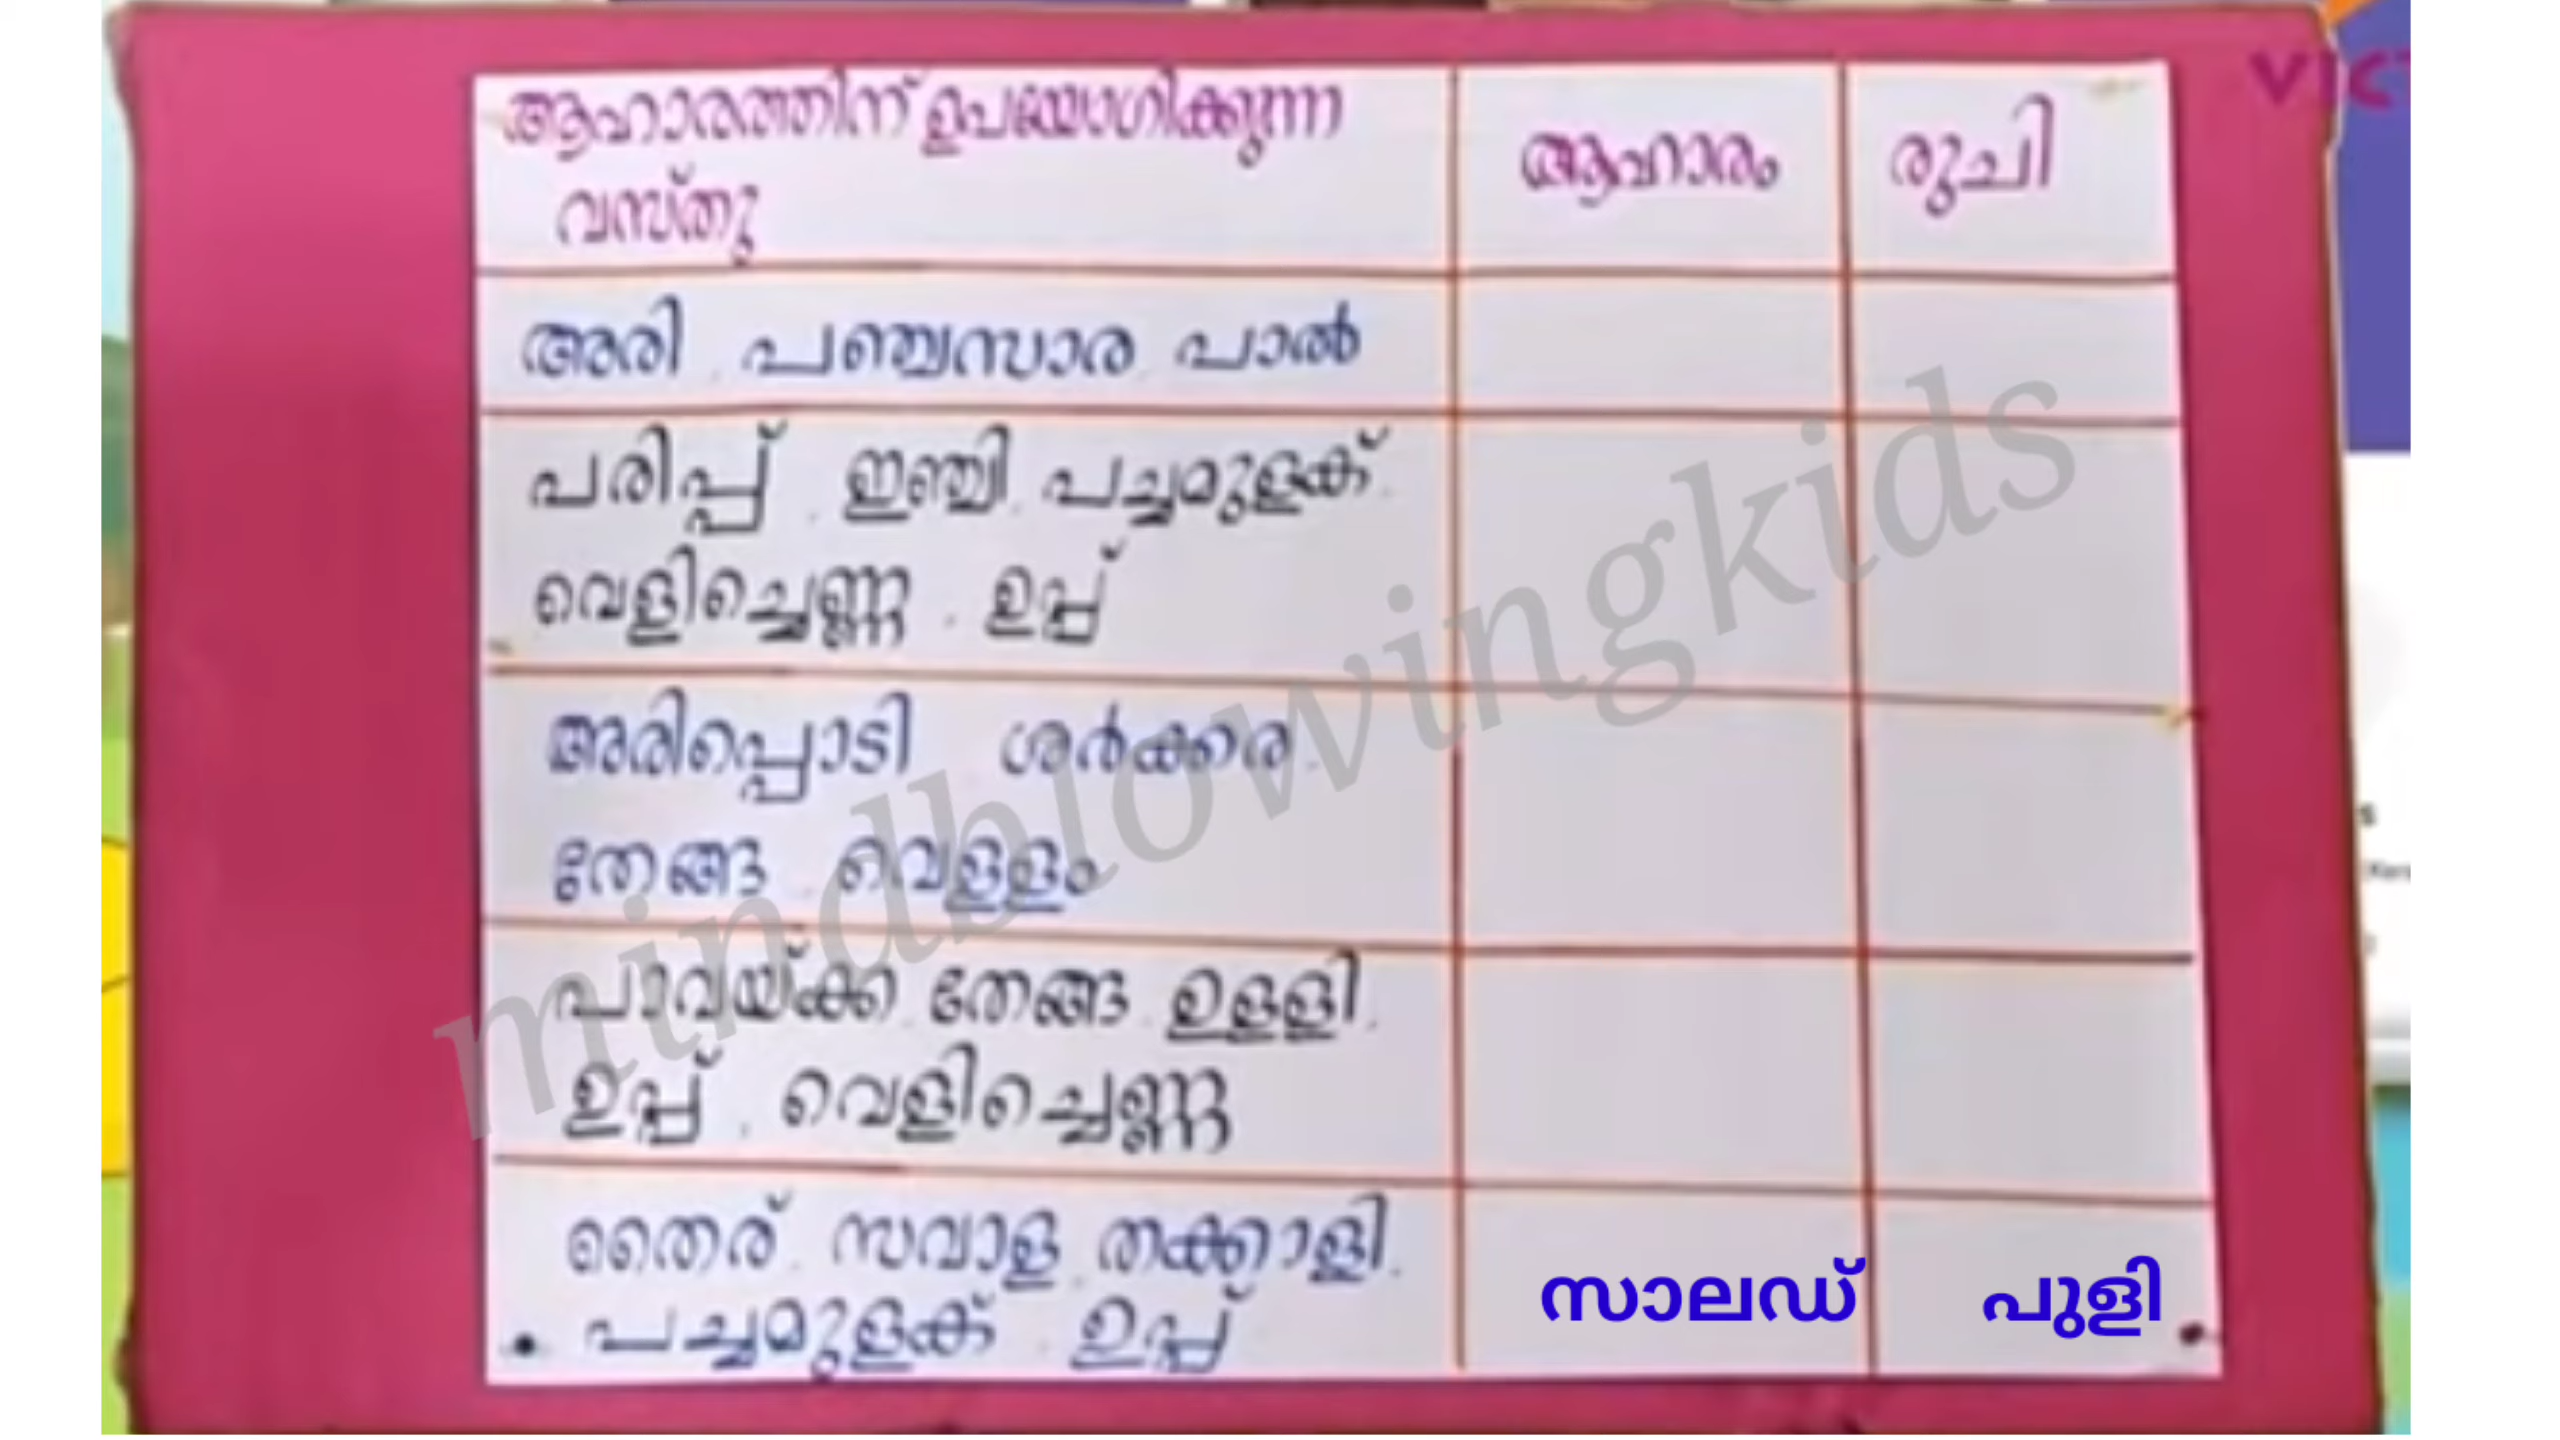 VICT
ആഹാരത്തിന് ഉപയോഗിക്കുന്ന
വസ്തു
ആഹാരം
രുചി
അരി . പഞ്ചസാര . പാൽ
പരിപ്പ് . ഇഞ്ചി . പച്ചമുളക് .
വെളിച്ചെണ്ണ . ഉപ്പ്
അരിപ്പൊടി . ശർക്കര .
തേങ്ങ . വെള്ളം
പാവയ്ക്ക . തേങ്ങ . ഉള്ളി .
ഉപ്പ് . വെളിച്ചെണ്ണ
തൈര് . സവാള . തക്കാളി .
പച്ചമുളക് . ഉപ്പ്
സാലഡ്
പുളി
mindblowingkids